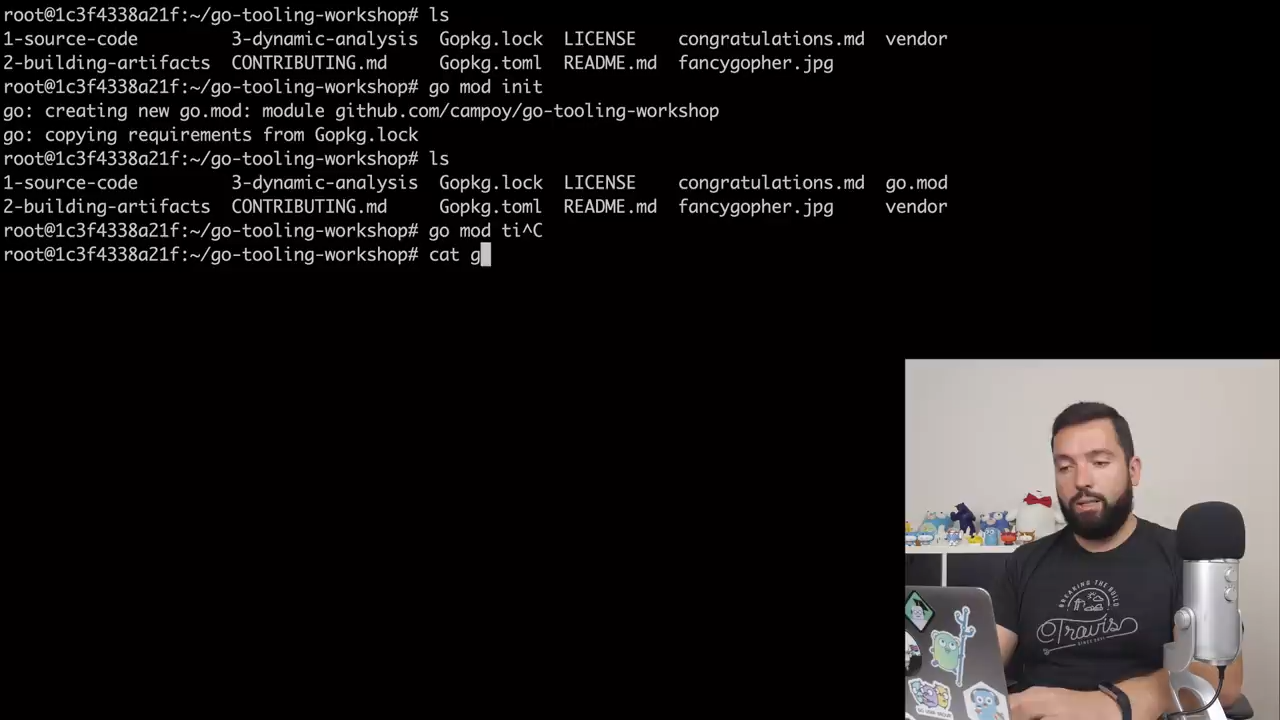 root@1c3f4338a21f:~/go-tooling-workshop# ls
1-source-code 3-dynamic-analysis Gopkg.lock LICENSE congratulations.md vendor
2-building-artifacts CONTRIBUTING.md Gopkg.toml README.md fancygopher.jpg
root@1c3f4338a21f:~/go-tooling-workshop# go mod init
go: creating new go.mod: module github.com/campoy/go-tooling-workshop
go: copying requirements from Gopkg.lock
root@1c3f4338a21f:~/go-tooling-workshop# ls
1-source-code 3-dynamic-analysis Gopkg.lock LICENSE congratulations.md go.mod
2-building-artifacts CONTRIBUTING.md Gopkg.toml README.md fancygopher.jpg vendor
root@1c3f4338a21f:~/go-tooling-workshop# go mod ti^C
root@1c3f4338a21f:~/go-tooling-workshop# cat g
BREAKING THE BUILD
Travis
SINCE 2011